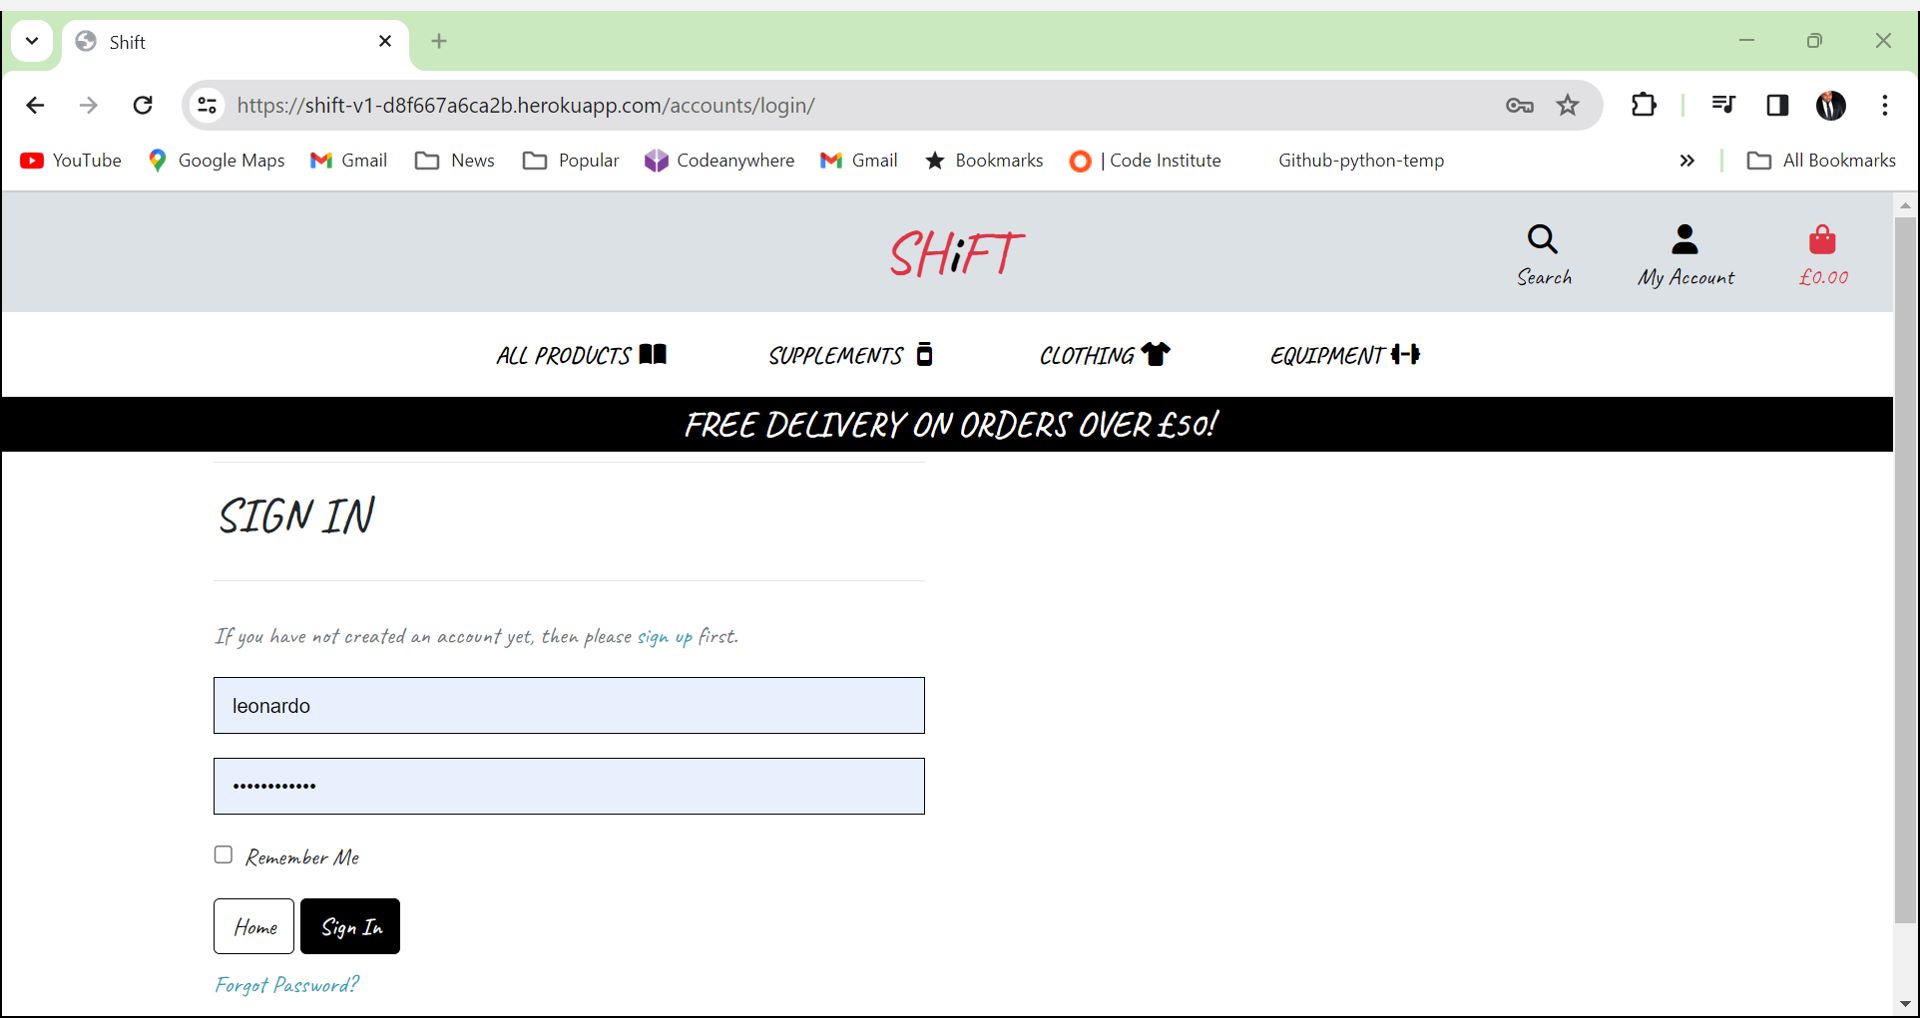 Shift
https://shift-v1-d8f667a6ca2b.herokuapp.com/accounts/login/
YouTube Google Maps Gmail News Popular Codeanywhere Gmail Bookmarks | Code Institute Github-python-temp All Bookmarks
SHiFT
Search My Account £0.00
ALL PRODUCTS SUPPLEMENTS CLOTHING EQUIPMENT
FREE DELIVERY ON ORDERS OVER £50!
SIGN IN
If you have not created an account yet, then please sign up first.
leonardo
••••••••••••
Remember Me
Home Sign In
Forgot Password?